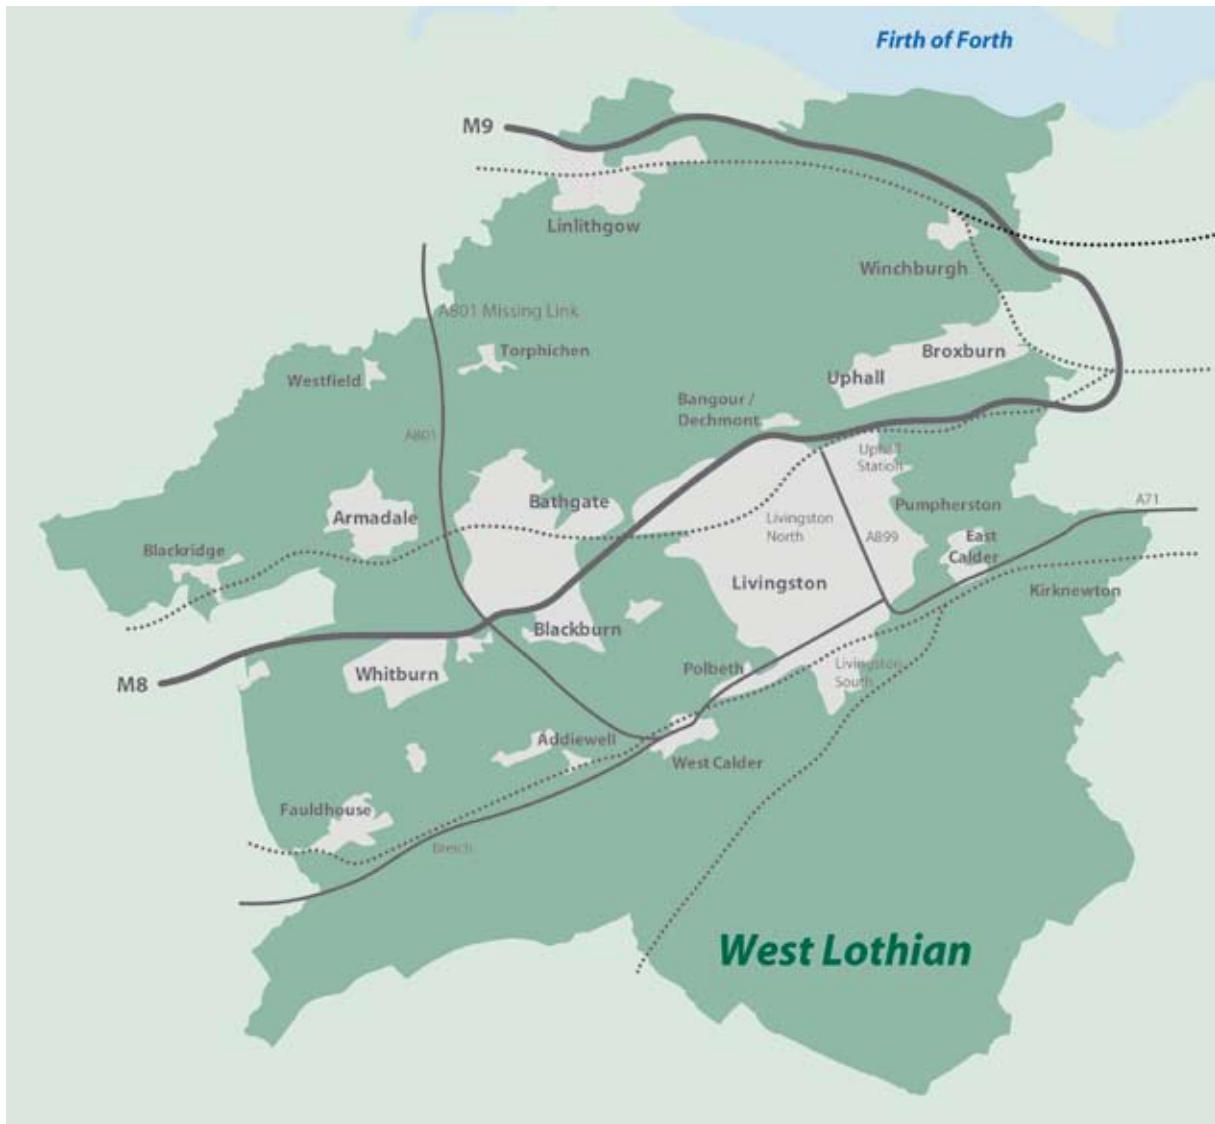 Firth of Forth
M9
Linlithgow
Winchburgh
A801 Missing Link
Torphichen
Broxburn
Westfield
Uphall
Bangour /
Dechmont
A801
Uphall
Station
Bathgate
Pumpherston
A71
Armadale
Livingston
North
A899
East
Calder
Blackridge
Livingston
Kirknewton
Blackburn
Whitburn
Polbeth
Livingston
South
M8
Addiewell
West Calder
Fauldhouse
Breich
West Lothian